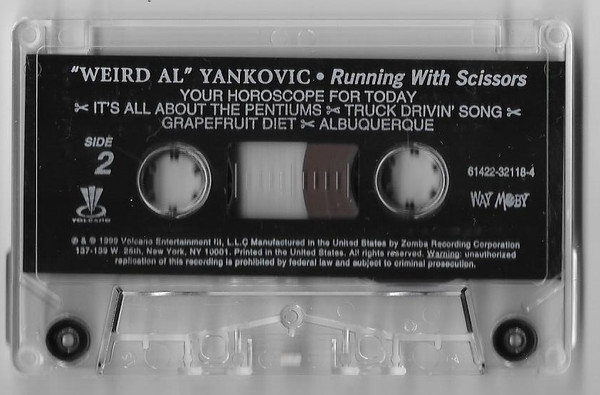 "WEIRD AL" YANKOVIC • Running With Scissors
YOUR HOROSCOPE FOR TODAY
✂ IT'S ALL ABOUT THE PENTIUMS ✂ TRUCK DRIVIN' SONG ✂
GRAPEFRUIT DIET ✂ ALBUQUERQUE
SIDE
2
VOLCANO
61422-32118-4
WAY MOBY
℗ & © 1999 Volcano Entertainment III, L.L.C Manufactured in the United States by Zomba Recording Corporation
137-139 W. 25th, New York, NY 10001. Printed in the United States. All rights reserved. Warning: unauthorized
replication of this recording is prohibited by federal law and subject to criminal prosecution.